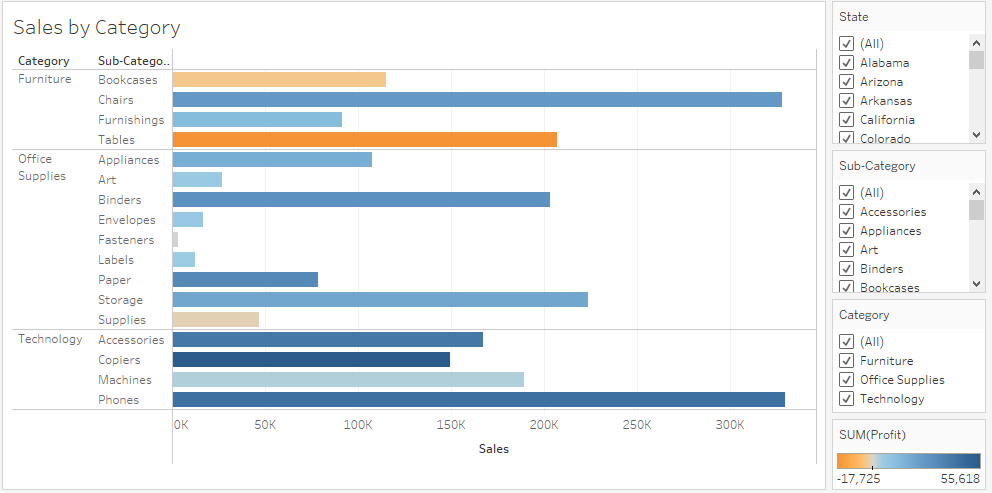 Sales by Category
Category Sub-Catego..
Furniture Bookcases
Chairs
Furnishings
Tables
Office Supplies Appliances
Art
Binders
Envelopes
Fasteners
Labels
Paper
Storage
Supplies
Technology Accessories
Copiers
Machines
Phones
0K 50K 100K 150K 200K 250K 300K
Sales
State
(All)
Alabama
Arizona
Arkansas
California
Colorado
Sub-Category
(All)
Accessories
Appliances
Art
Binders
Bookcases
Category
(All)
Furniture
Office Supplies
Technology
SUM(Profit)
-17,725 55,618